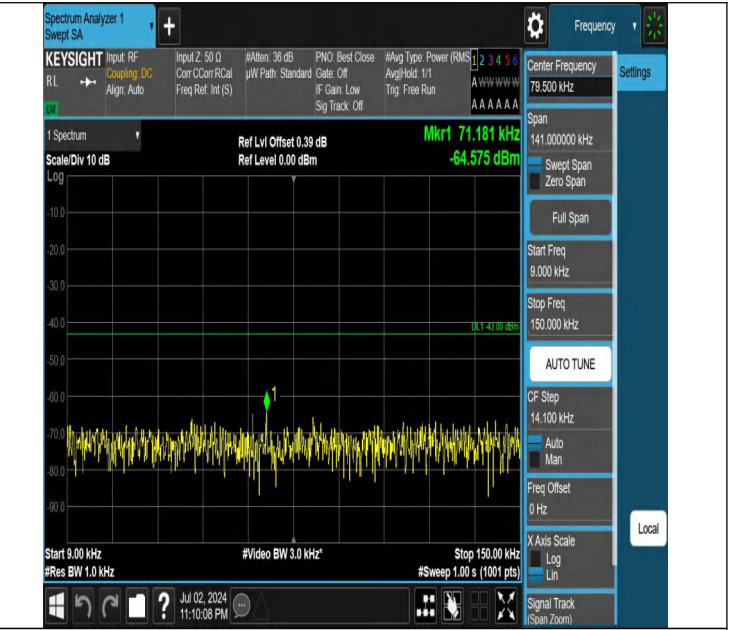 Spectrum Analyzer 1
Swept SA
+
Frequency
KEYSIGHT
RL
Input: RF
Coupling: DC
Align: Auto
Input Z: 50 Ω
Corr CCorr RCal
Freq Ref: Int (S)
#Atten: 36 dB
µW Path: Standard
PNO: Best Close
Gate: Off
IF Gain: Low
Sig Track: Off
#Avg Type: Power (RMS
Avg|Hold: 1/1
Trig: Free Run
1 2 3 4 5 6
A W W W W W
A A A A A A
1 Spectrum
Scale/Div 10 dB
Log
Ref Lvl Offset 0.39 dB
Ref Level 0.00 dBm
Mkr1 71.181 kHz
-64.575 dBm
-10.0
-20.0
-30.0
-40.0
DL1 -43.00 dBm
-50.0
-60.0
1
-70.0
-80.0
-90.0
Start 9.00 kHz
#Res BW 1.0 kHz
#Video BW 3.0 kHz*
Stop 150.00 kHz
#Sweep 1.00 s (1001 pts)
?
Jul 02, 2024
11:10:08 PM
Center Frequency
79.500 kHz
Settings
Span
141.000000 kHz
Swept Span
Zero Span
Full Span
Start Freq
9.000 kHz
Stop Freq
150.000 kHz
AUTO TUNE
CF Step
14.100 kHz
Auto
Man
Freq Offset
0 Hz
X Axis Scale
Log
Lin
Local
Signal Track
(Span Zoom)